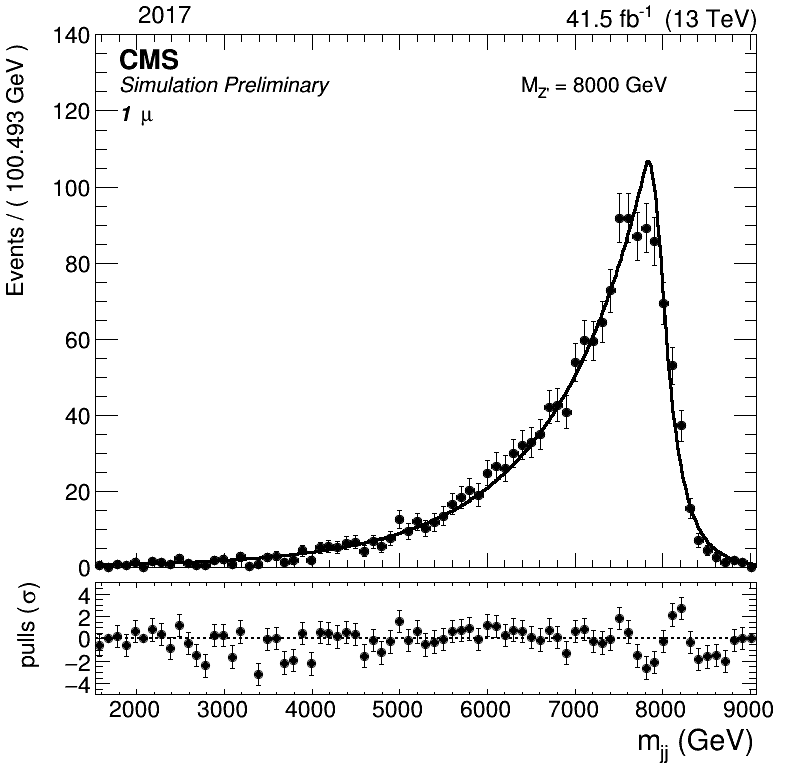 2017 41.5 fb⁻¹ (13 TeV)
CMS
Simulation Preliminary
M_Z' = 8000 GeV
1 μ
Events / ( 100.493 GeV )
140
120
100
80
60
40
20
0
pulls (σ)
4
2
0
−2
−4
2000 3000 4000 5000 6000 7000 8000 9000
m_jj (GeV)